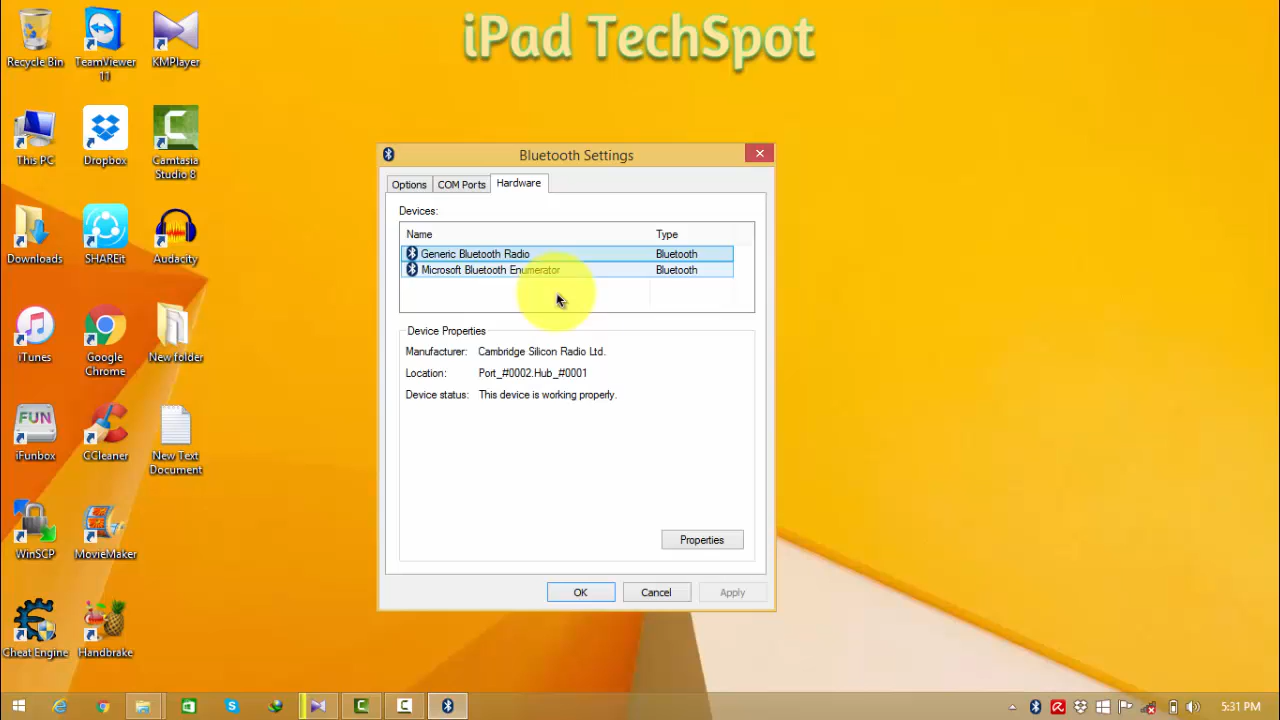 iPad TechSpot
Recycle Bin
TeamViewer
11
KMPlayer
This PC
Dropbox
Camtasia
Studio 8
Downloads
SHAREit
Audacity
iTunes
Google
Chrome
New folder
FUN
iFunbox
CCleaner
New Text
Document
WinSCP
MovieMaker
Cheat Engine
Handbrake
Bluetooth Settings
Options COM Ports Hardware
Devices:
Name Type
Generic Bluetooth Radio Bluetooth
Microsoft Bluetooth Enumerator Bluetooth
Device Properties
Manufacturer: Cambridge Silicon Radio Ltd.
Location: Port_#0002.Hub_#0001
Device status: This device is working properly.
Properties
OK Cancel Apply
5:31 PM